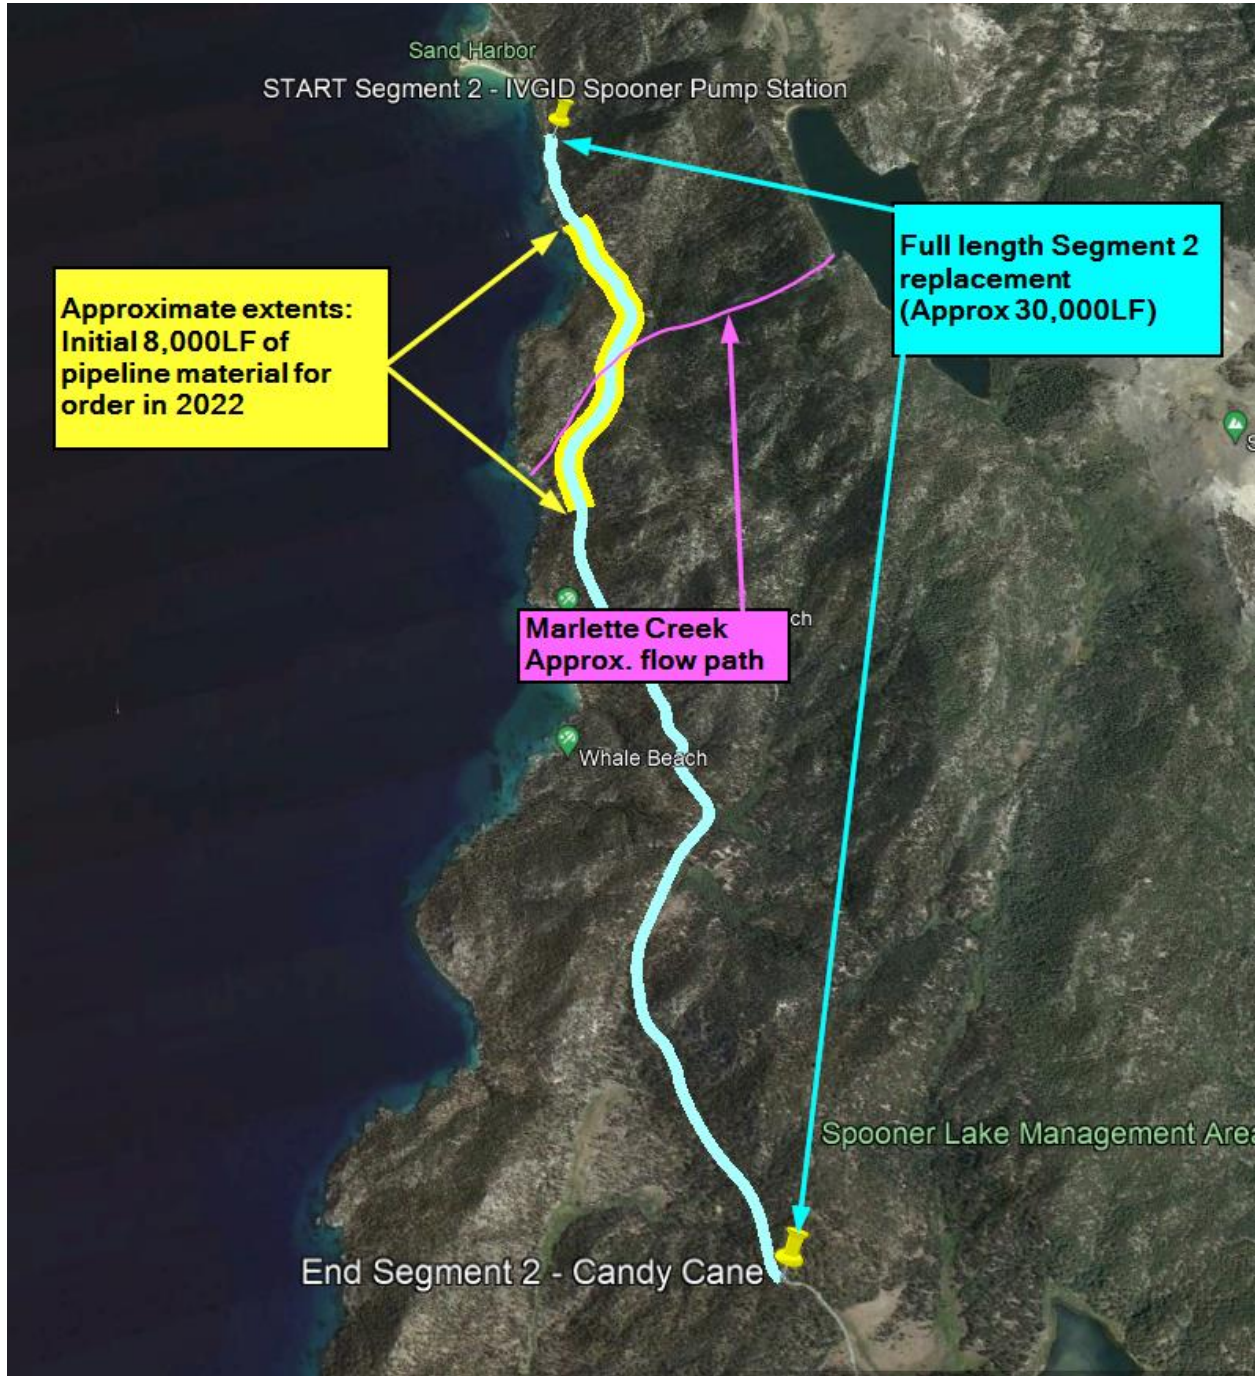 Sand Harbor
START Segment 2 - IVGID Spooner Pump Station
Full length Segment 2
replacement
(Approx 30,000LF)
Approximate extents:
Initial 8,000LF of
pipeline material for
order in 2022
S
Marlette Creek
Approx. flow path
ch
Whale Beach
Spooner Lake Management Area
End Segment 2 - Candy Cane